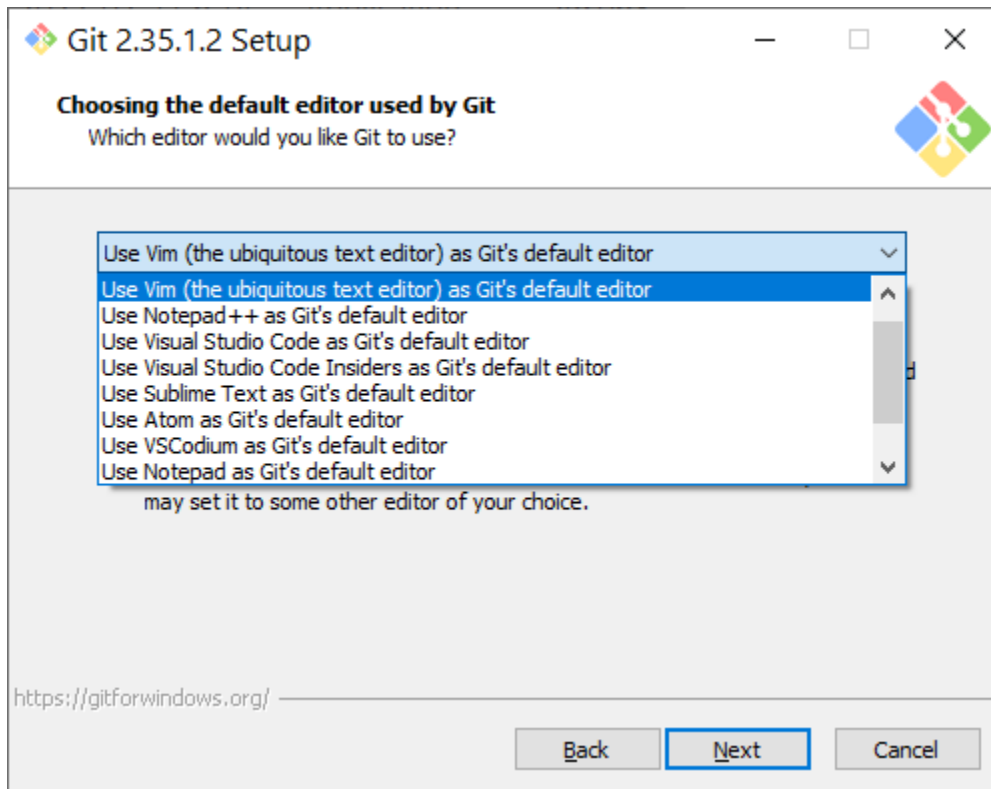 Git 2.35.1.2 Setup
Choosing the default editor used by Git
Which editor would you like Git to use?
Use Vim (the ubiquitous text editor) as Git's default editor
Use Vim (the ubiquitous text editor) as Git's default editor
Use Notepad++ as Git's default editor
Use Visual Studio Code as Git's default editor
Use Visual Studio Code Insiders as Git's default editor
Use Sublime Text as Git's default editor
Use Atom as Git's default editor
Use VSCodium as Git's default editor
Use Notepad as Git's default editor
may set it to some other editor of your choice.
https://gitforwindows.org/
Back Next Cancel